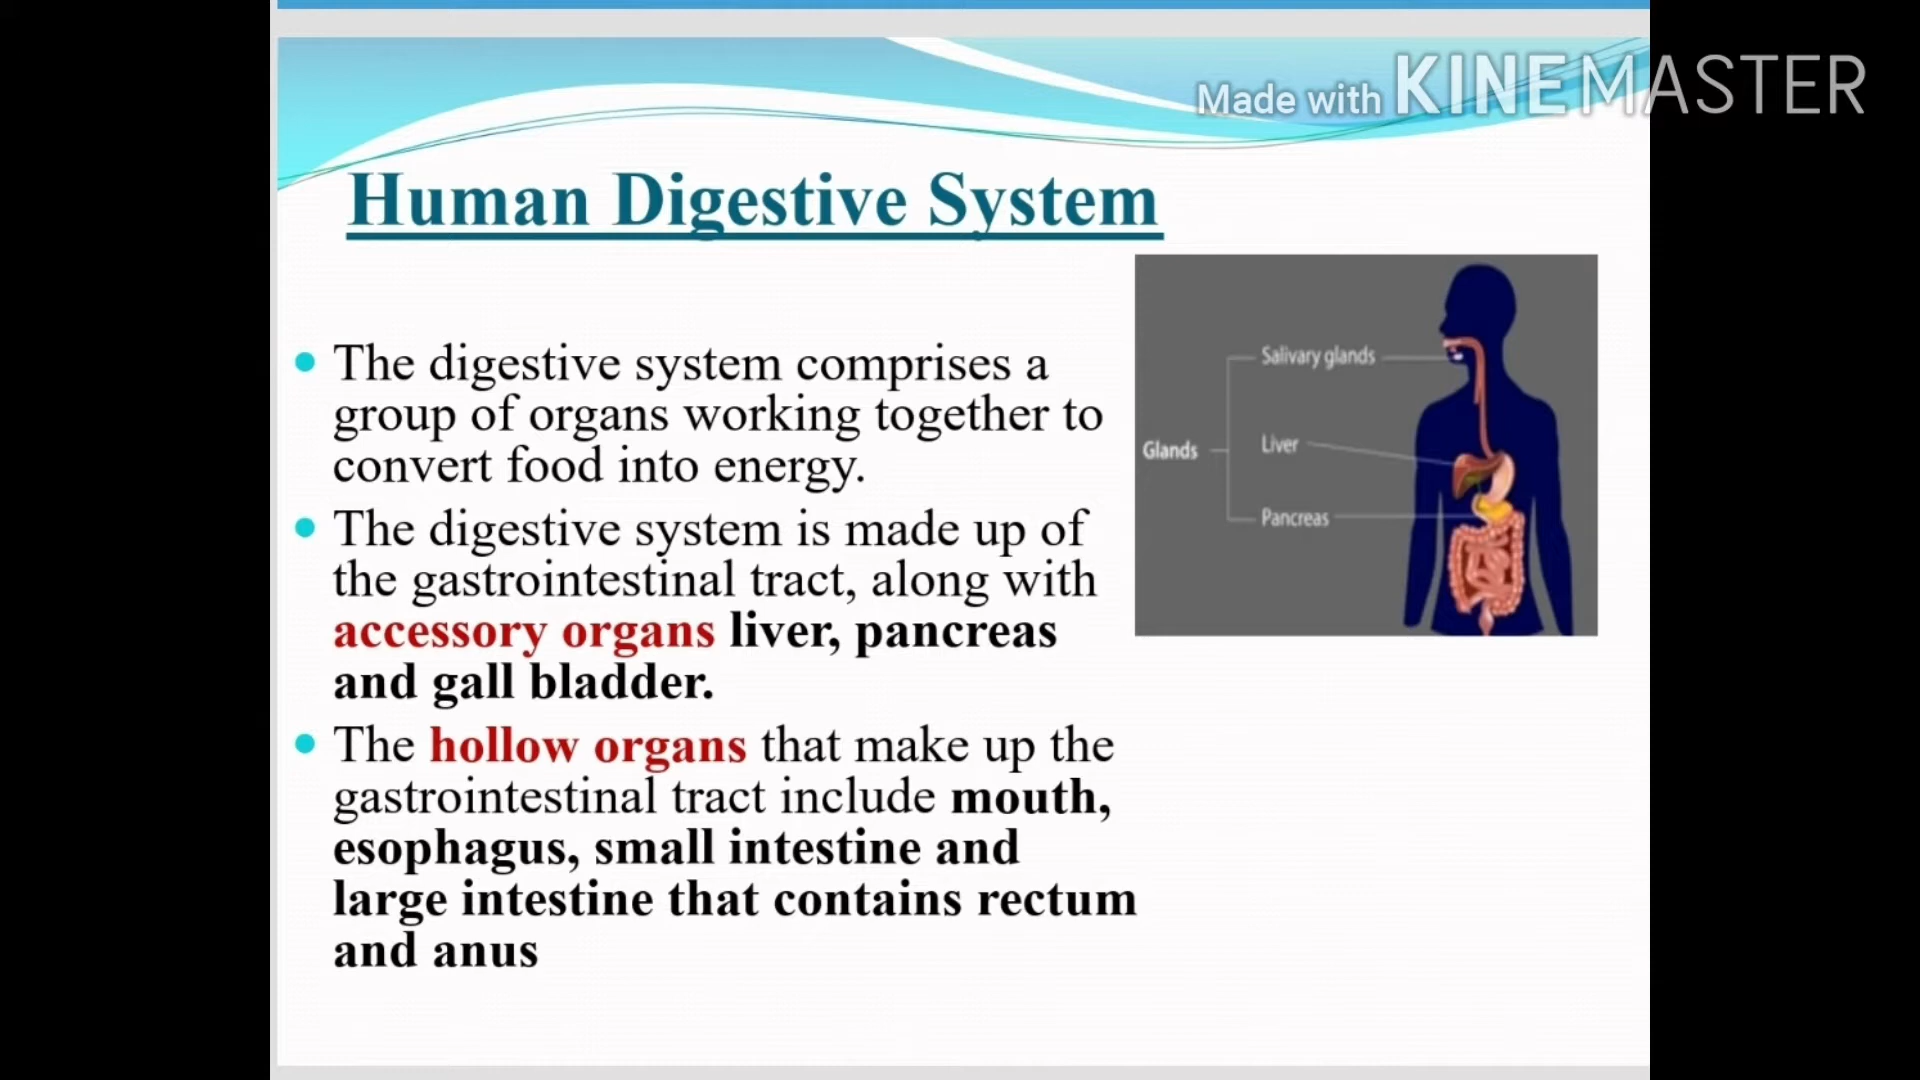 Made with KINEMASTER
Human Digestive System
The digestive system comprises a
group of organs working together to
convert food into energy.
The digestive system is made up of
the gastrointestinal tract, along with
accessory organs liver, pancreas
and gall bladder.
The hollow organs that make up the
gastrointestinal tract include mouth,
esophagus, small intestine and
large intestine that contains rectum
and anus
Salivary glands
Liver
Glands
Pancreas